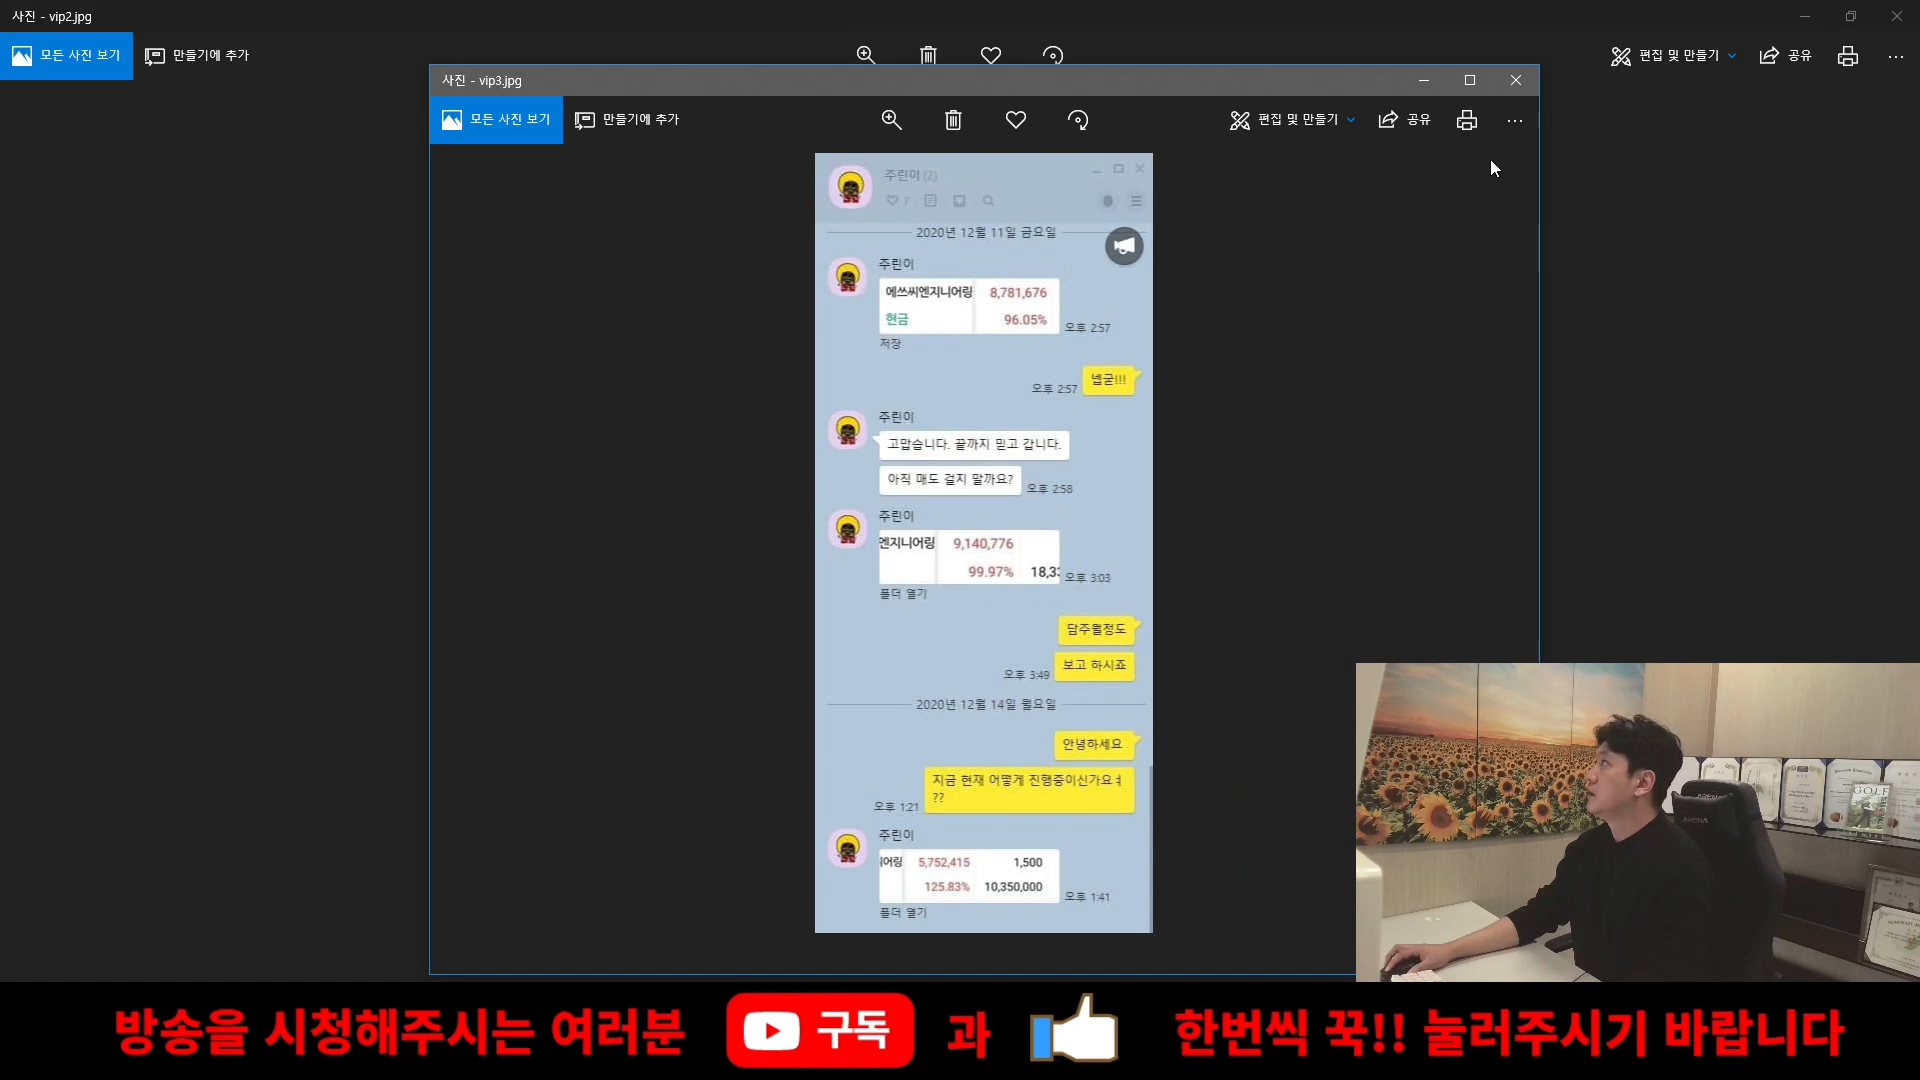 사진 - vip2.jpg
모든 사진 보기
만들기에 추가
편집 및 만들기
공유
사진 - vip3.jpg
모든 사진 보기
만들기에 추가
편집 및 만들기
공유
주린이 (2)
7
2020년 12월 11일 금요일
주린이
에쓰씨엔지니어링 8,781,676
현금 96.05%
오후 2:57
저장
넵굳!!!
오후 2:57
주린이
고맙습니다. 끝까지 믿고 갑니다.
아직 매도 걸지 말까요?
오후 2:58
주린이
엔지니어링 9,140,776
99.97% 18,3
오후 3:03
폴더 열기
담주월정도
보고 하시죠
오후 3:49
2020년 12월 14일 월요일
안녕하세요
지금 현재 어떻게 진행중이신가요ㅕ
??
오후 1:21
주린이
니어링 5,752,415 1,500
125.83% 10,350,000
오후 1:41
폴더 열기
GOLF
ARENA
방송을 시청해주시는 여러분 구독 과 한번씩 꾹!! 눌러주시기 바랍니다